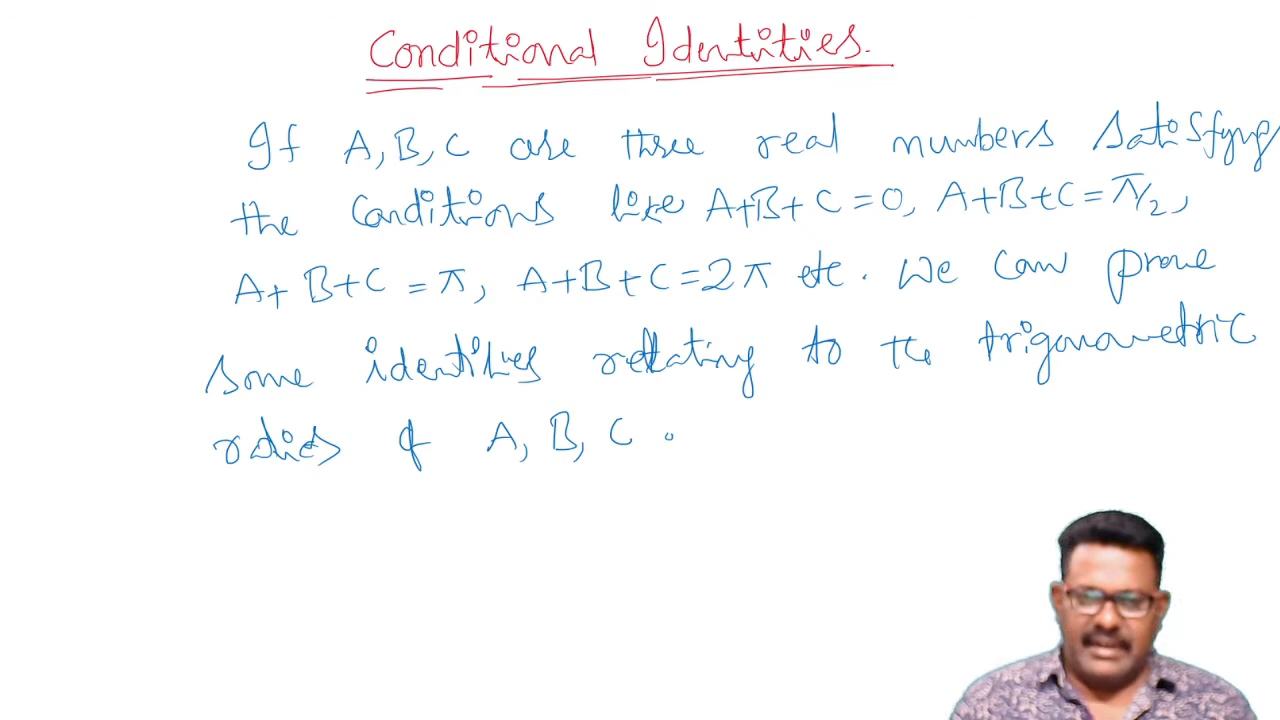 Conditional Identities.
If A, B, C are three real numbers satisfying
the conditions like A+B+C=0, A+B+C=π/2,
A+B+C=π, A+B+C=2π etc. We can prove
some identities relating to the trigonometric
ratios of A, B, C.